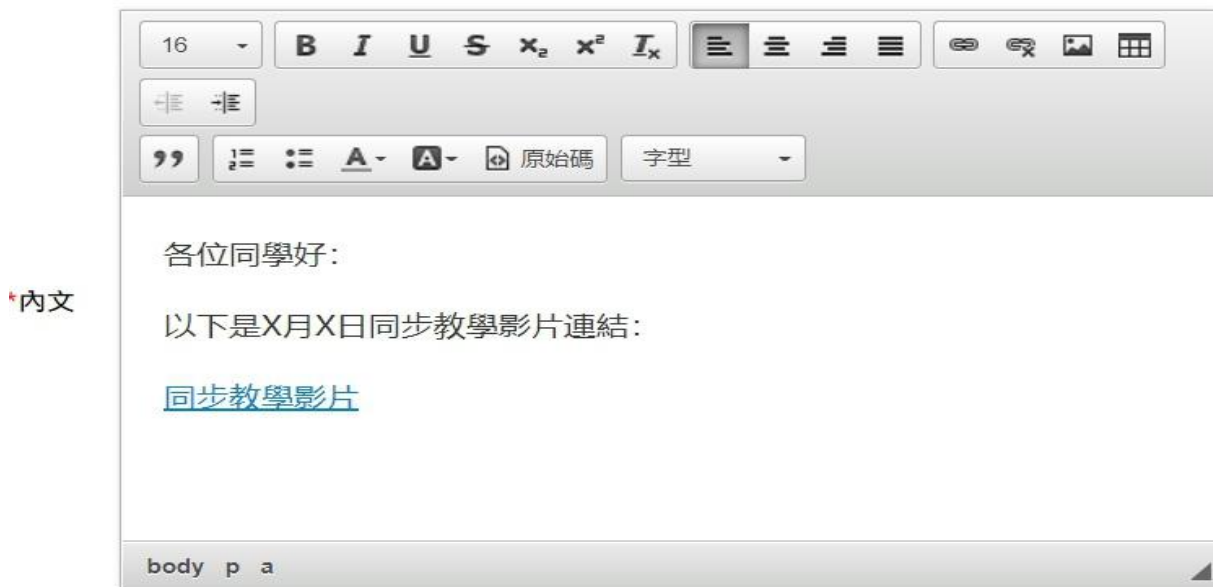 16
B I U S x₂ x² Iₓ
99 A A 原始碼 字型
各位同學好：
*內文
以下是X月X日同步教學影片連結：
同步教學影片
body p a